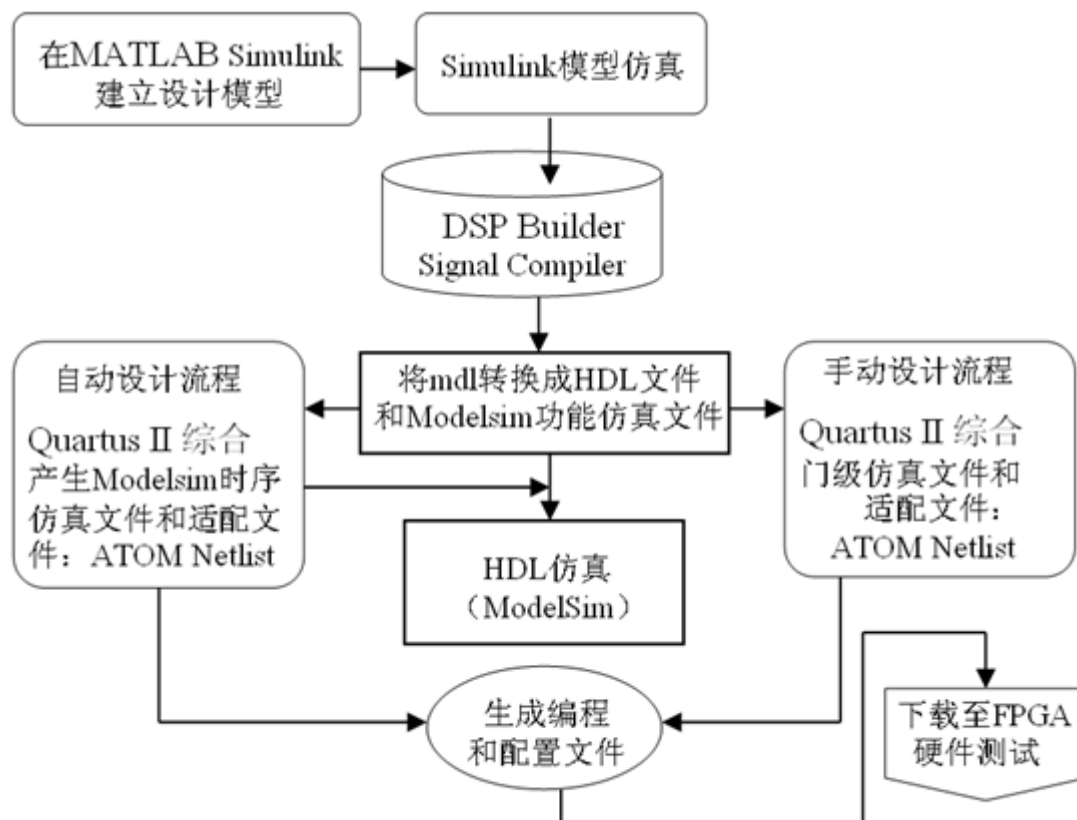 在MATLAB Simulink
建立设计模型
Simulink模型仿真
DSP Builder
Signal Compiler
将mdl转换成HDL文件
和Modelsim功能仿真文件
自动设计流程
Quartus II 综合
产生Modelsim时序
仿真文件和适配文
件：ATOM Netlist
手动设计流程
Quartus II 综合
门级仿真文件和
适配文件：
ATOM Netlist
HDL仿真
（ModelSim）
生成编程
和配置文件
下载至FPGA
硬件测试